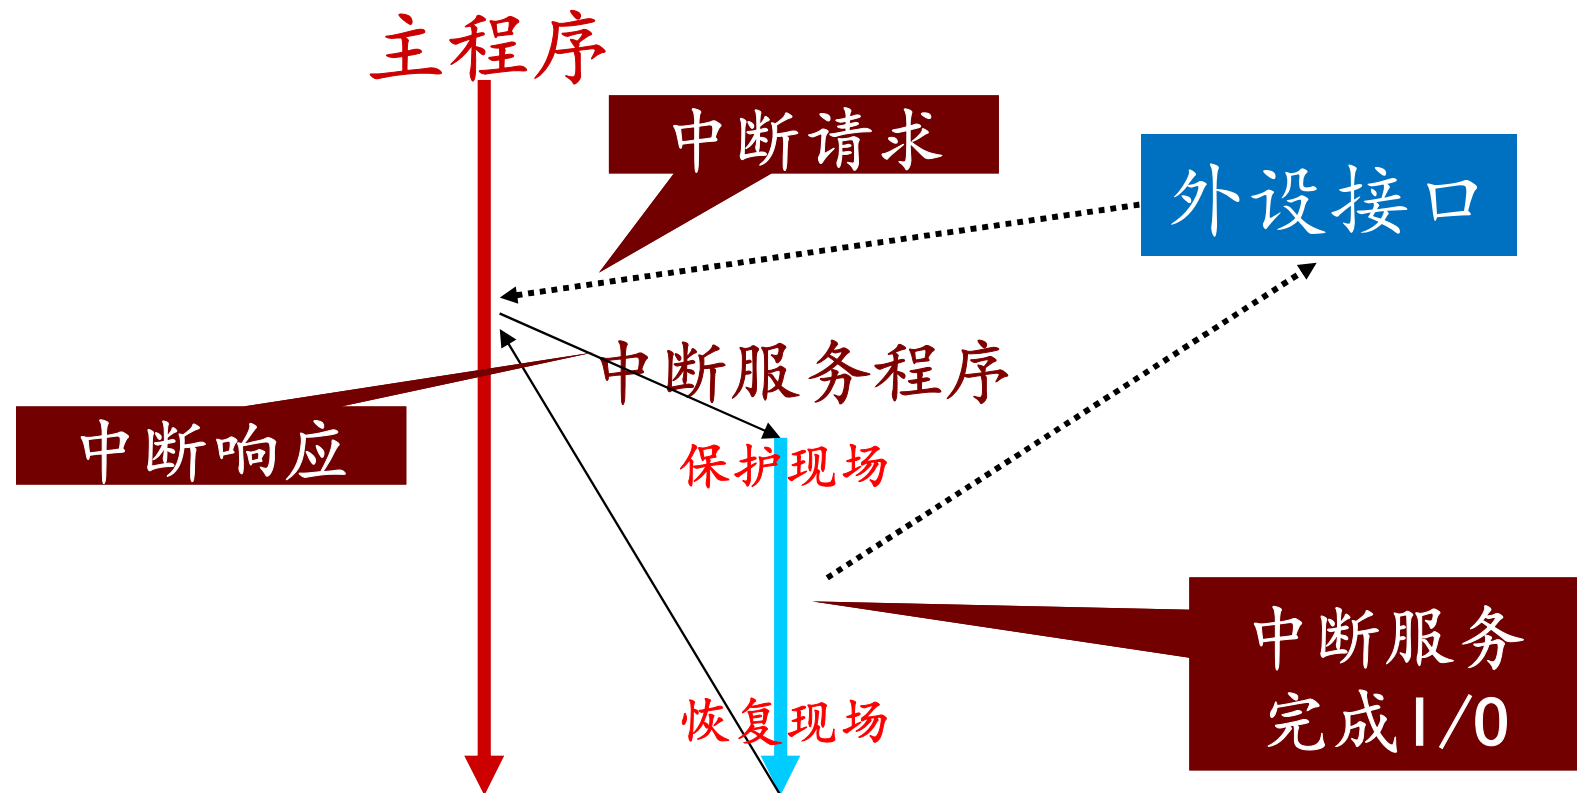 主程序
中断请求
外设接口
中断服务程序
中断响应
保护现场
中断服务
完成I/O
恢复现场